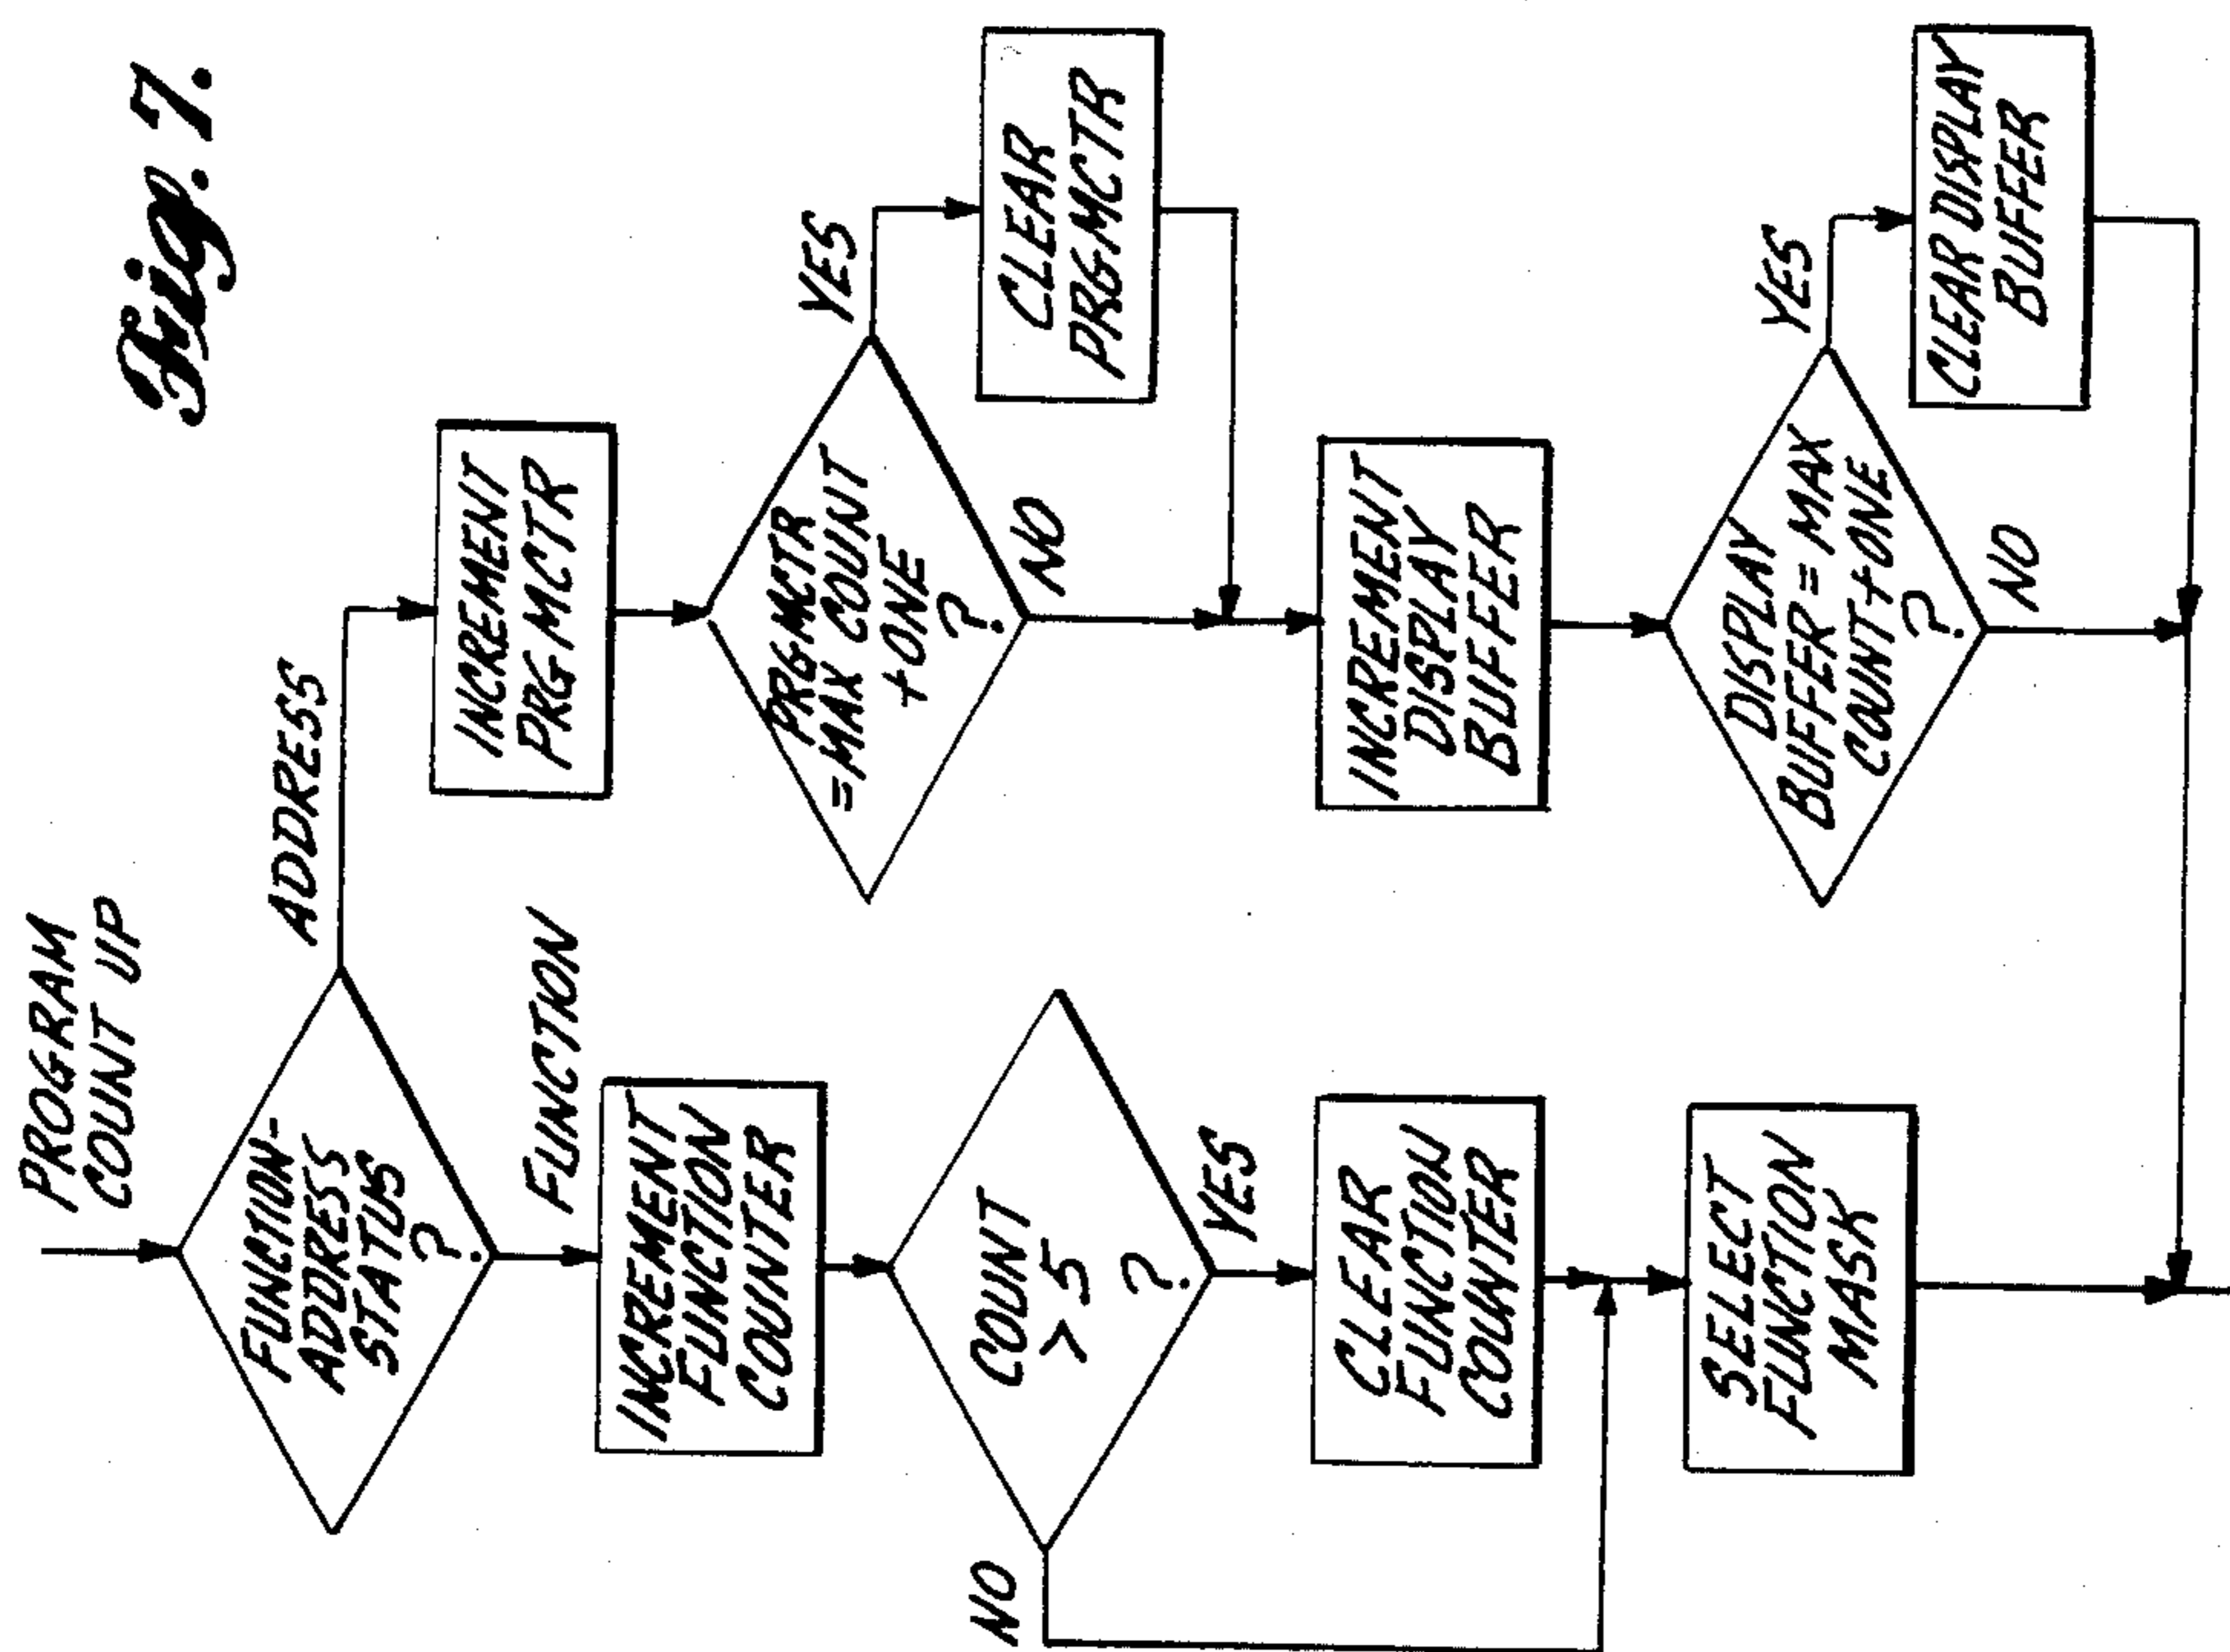 Fig. 7.
PROGRAM
COUNT UP
FUNCTION-
ADDRESS
STATUS
?
ADDRESS
FUNCTION
INCREMENT
FUNCTION
COUNTER
COUNT
> 5
?
NO
YES
CLEAR
FUNCTION
COUNTER
SELECT
FUNCTION
MASK
INCREMENT
PRGMCTR
PRGMCTR
=MAX COUNT
+ONE
?
YES
NO
CLEAR
PRGMCTR
INCREMENT
DISPLAY
BUFFER
DISPLAY
BUFFER = MAX
COUNT+ONE
?
YES
NO
CLEAR DISPLAY
BUFFER